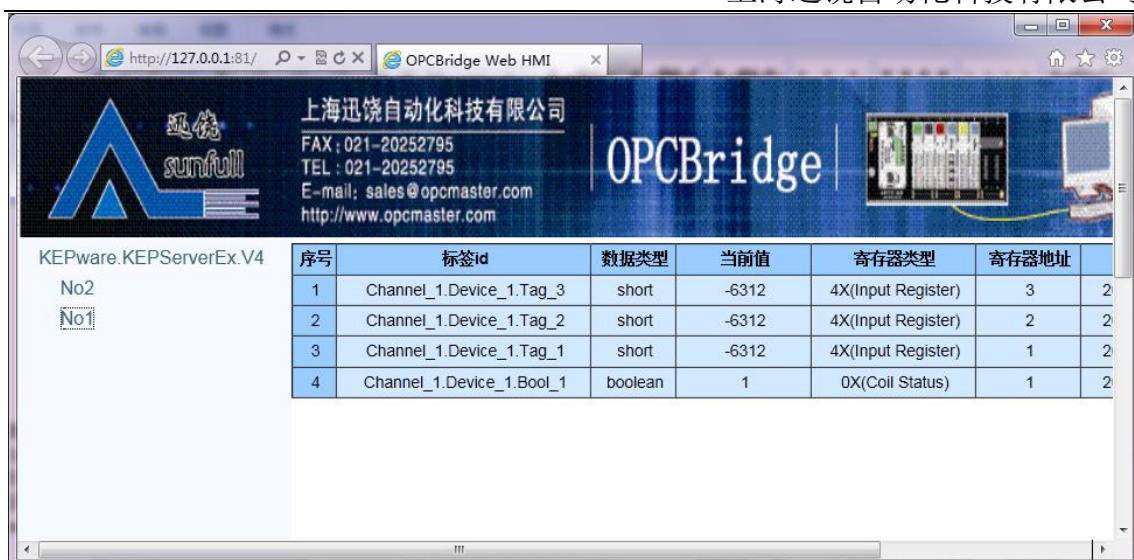 http://127.0.0.1:81/
OPCBridge Web HMI
迅饶
sunfull
上海迅饶自动化科技有限公司
FAX:021-20252795
TEL:021-20252795
E-mail: sales@opcmaster.com
http://www.opcmaster.com
OPCBridge
KEPware.KEPServerEx.V4
No2
No1
序号 标签id 数据类型 当前值 寄存器类型 寄存器地址
1 Channel_1.Device_1.Tag_3 short -6312 4X(Input Register) 3 2
2 Channel_1.Device_1.Tag_2 short -6312 4X(Input Register) 2 2
3 Channel_1.Device_1.Tag_1 short -6312 4X(Input Register) 1 2
4 Channel_1.Device_1.Bool_1 boolean 1 0X(Coil Status) 1 2